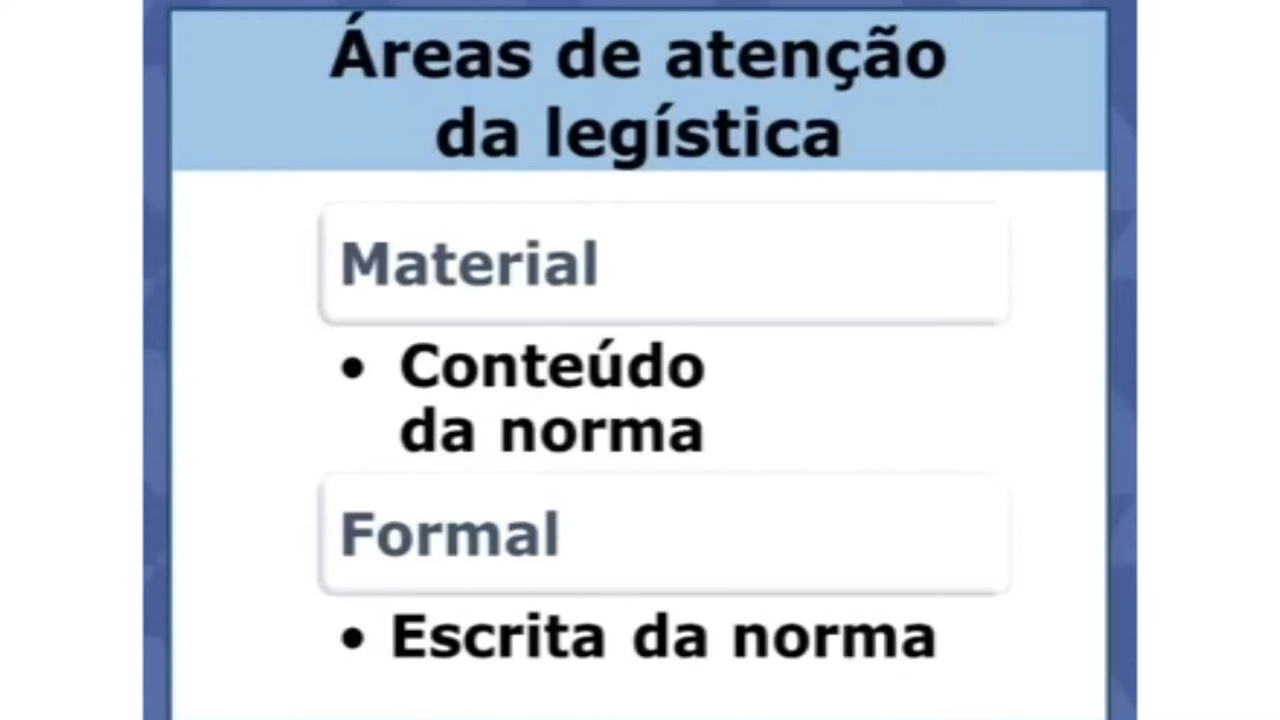 Áreas de atenção
da legística
Material
• Conteúdo
da norma
Formal
• Escrita da norma